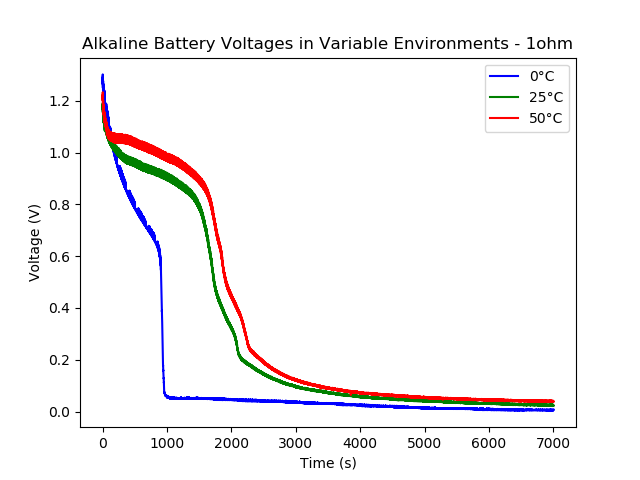 Alkaline Battery Voltages in Variable Environments - 1ohm
0°C
25°C
50°C
Voltage (V)
1.2
1.0
0.8
0.6
0.4
0.2
0.0
0 1000 2000 3000 4000 5000 6000 7000
Time (s)